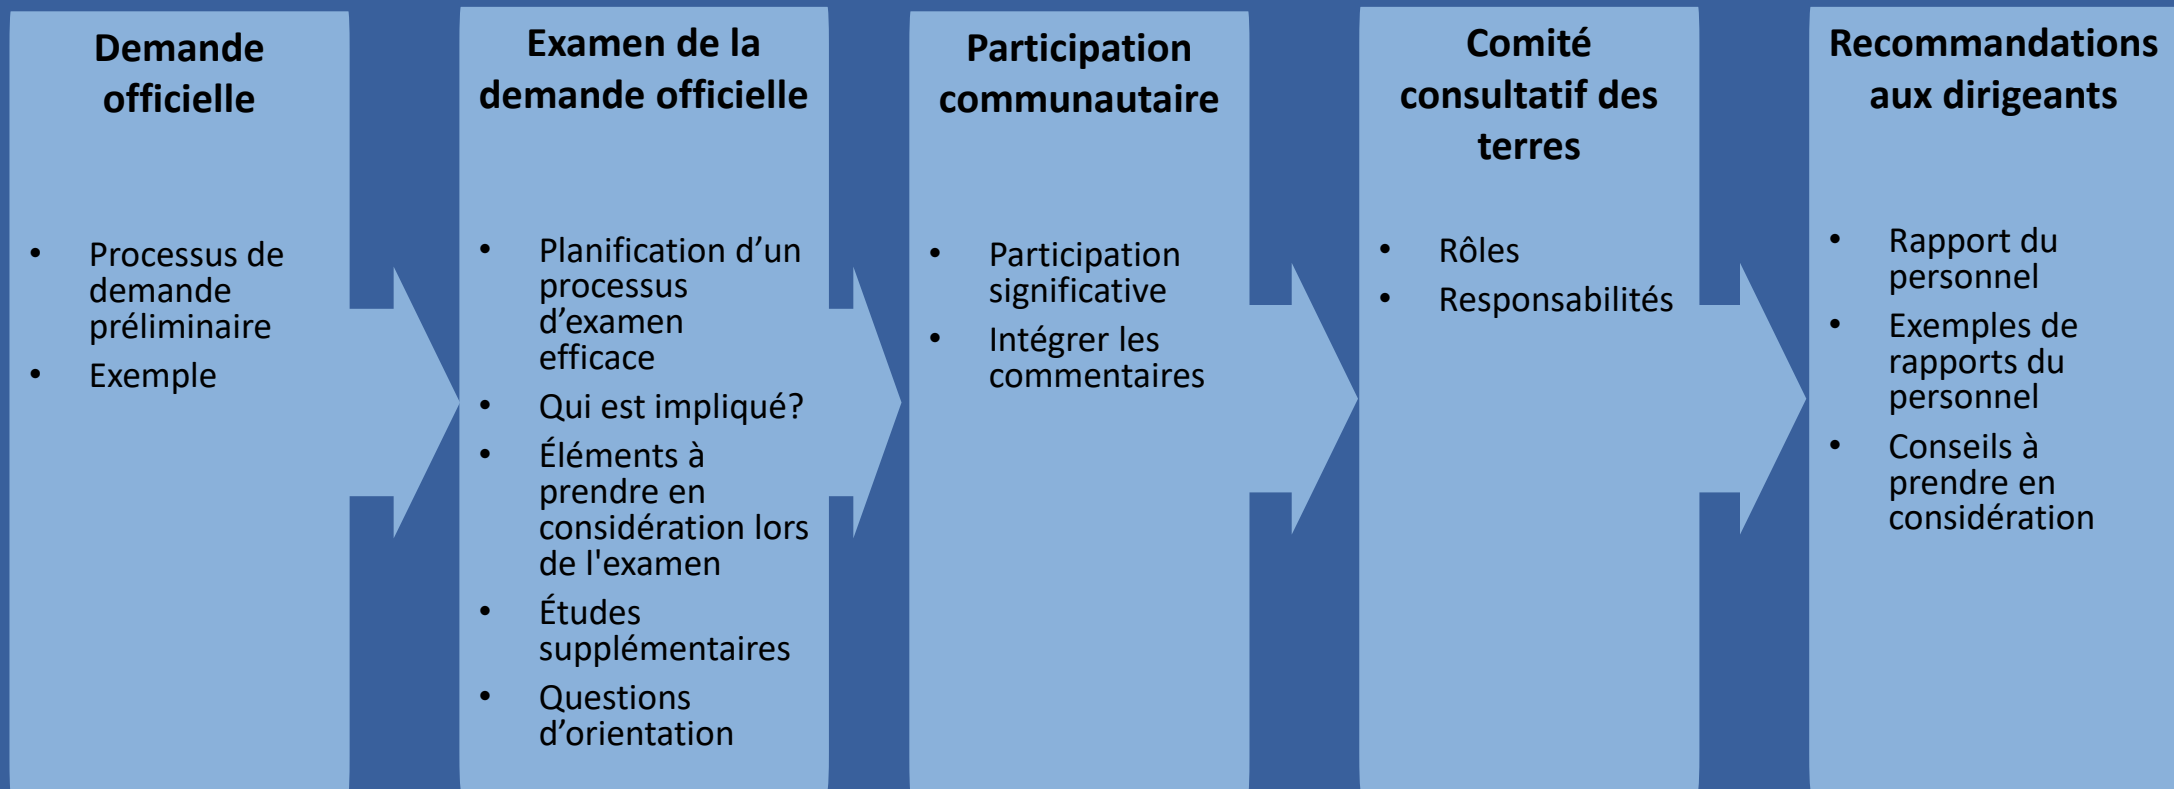 Demande
officielle
• Processus de
demande
préliminaire
• Exemple
Examen de la
demande officielle
• Planification d’un
processus
d’examen
efficace
• Qui est impliqué?
• Éléments à
prendre en
considération lors
de l'examen
• Études
supplémentaires
• Questions
d’orientation
Participation
communautaire
• Participation
significative
• Intégrer les
commentaires
Comité
consultatif des
terres
• Rôles
• Responsabilités
Recommandations
aux dirigeants
• Rapport du
personnel
• Exemples de
rapports du
personnel
• Conseils à
prendre en
considération